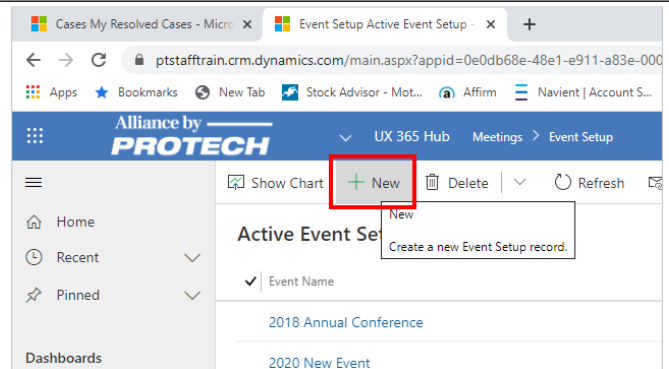 Cases My Resolved Cases - Micro
Event Setup Active Event Setup -
ptstafftrain.crm.dynamics.com/main.aspx?appid=0e0db68e-48e1-e911-a83e-000
Apps Bookmarks New Tab Stock Advisor - Mot... Affirm Navient | Account S...
Alliance by
PROTECH
UX 365 Hub Meetings > Event Setup
Show Chart + New Delete Refresh
New
Create a new Event Setup record.
Home
Recent
Pinned
Dashboards
Active Event Set
Event Name
2018 Annual Conference
2020 New Event